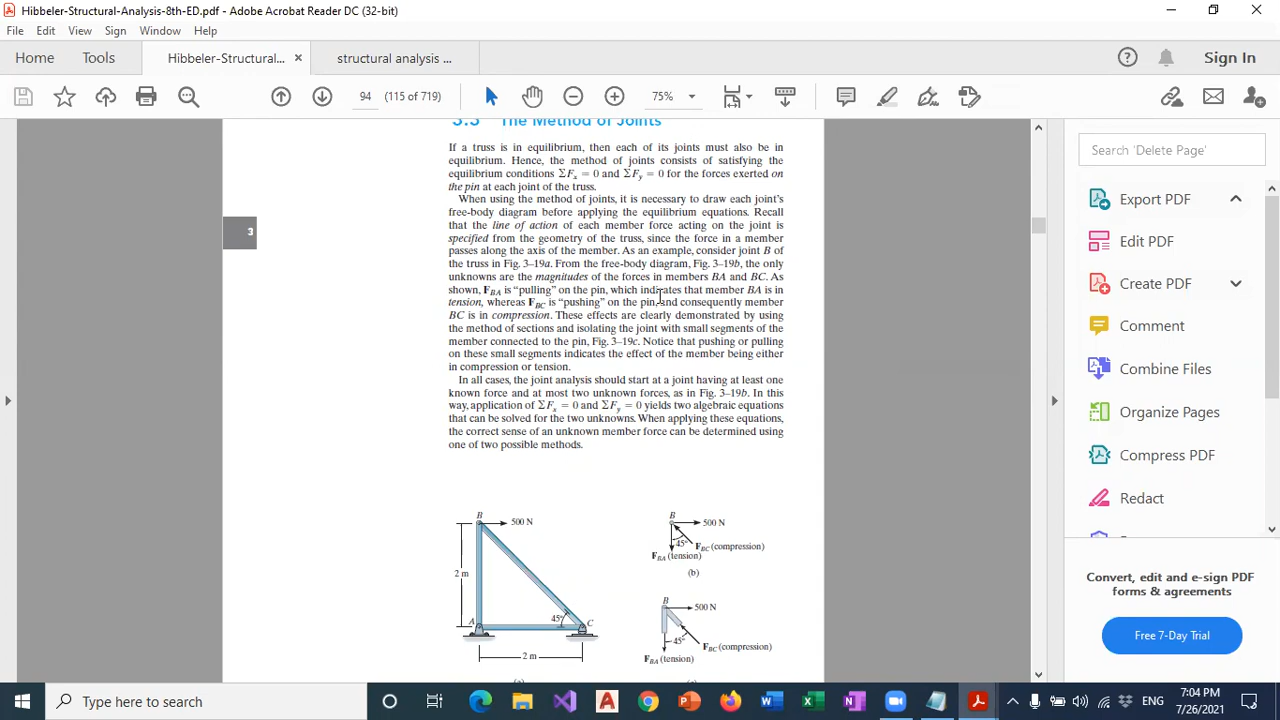 Hibbeler-Structural-Analysis-8th-ED.pdf - Adobe Acrobat Reader DC (32-bit)
File Edit View Sign Window Help
Home Tools Hibbeler-Structural... × structural analysis ... Sign In
94 (115 of 719) 75%
3.3 The Method of Joints
If a truss is in equilibrium, then each of its joints must also be in
equilibrium. Hence, the method of joints consists of satisfying the
equilibrium conditions ΣFx = 0 and ΣFy = 0 for the forces exerted on
the pin at each joint of the truss.
When using the method of joints, it is necessary to draw each joint's
free-body diagram before applying the equilibrium equations. Recall
that the line of action of each member force acting on the joint is
specified from the geometry of the truss, since the force in a member
passes along the axis of the member. As an example, consider joint B of
the truss in Fig. 3–19a. From the free-body diagram, Fig. 3–19b, the only
unknowns are the magnitudes of the forces in members BA and BC. As
shown, FBA is "pulling" on the pin, which indicates that member BA is in
tension, whereas FBC is "pushing" on the pin, and consequently member
BC is in compression. These effects are clearly demonstrated by using
the method of sections and isolating the joint with small segments of the
member connected to the pin, Fig. 3–19c. Notice that pushing or pulling
on these small segments indicates the effect of the member being either
in compression or tension.
In all cases, the joint analysis should start at a joint having at least one
known force and at most two unknown forces, as in Fig. 3–19b. In this
way, application of ΣFx = 0 and ΣFy = 0 yields two algebraic equations
that can be solved for the two unknowns. When applying these equations,
the correct sense of an unknown member force can be determined using
one of two possible methods.
3
B
500 N
2 m
A
45°
C
2 m
B
500 N
45°
FBC (compression)
FBA (tension)
(b)
B
500 N
45°
FBC (compression)
FBA (tension)
Search 'Delete Page'
Export PDF
Edit PDF
Create PDF
Comment
Combine Files
Organize Pages
Compress PDF
Redact
Convert, edit and e-sign PDF
forms & agreements
Free 7-Day Trial
Type here to search
ENG
7:04 PM
7/26/2021